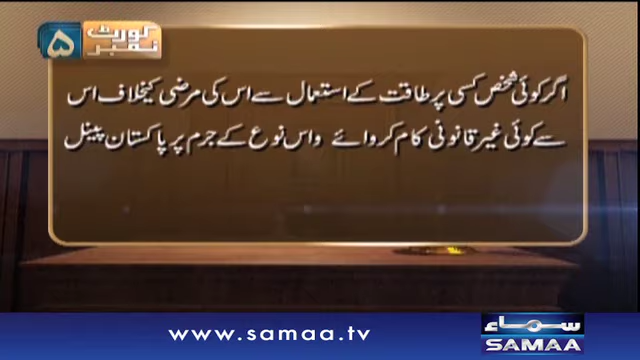 کورٹ
نمبر
۵
اگر کوئی شخص کسی پر طاقت کے استعمال سے اس کی مرضی کیخلاف اس
سے کوئی غیر قانونی کام کروائے واس نوع کے جرم پر پاکستان پینل
www.samaa.tv
سماء
SAMAA